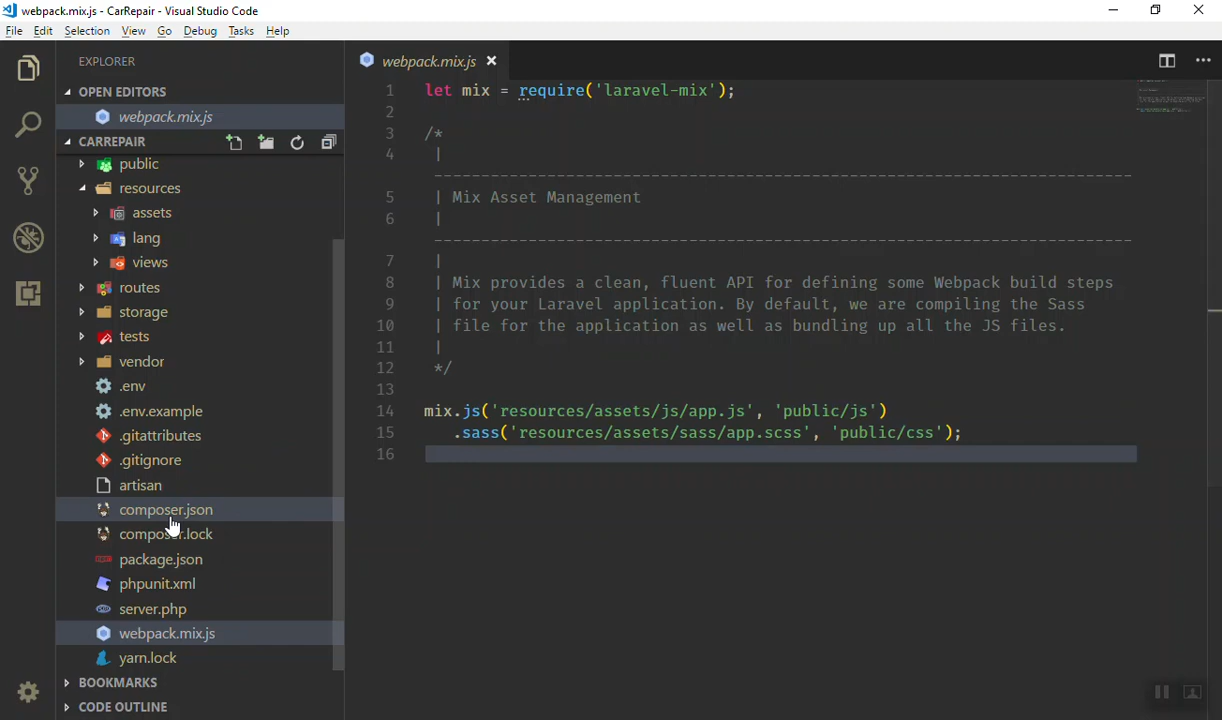 webpack.mix.js - CarRepair - Visual Studio Code
File Edit Selection View Go Debug Tasks Help
EXPLORER
OPEN EDITORS
webpack.mix.js
CARREPAIR
public
resources
assets
lang
views
routes
storage
tests
vendor
.env
.env.example
.gitattributes
.gitignore
artisan
composer.json
composer.lock
package.json
phpunit.xml
server.php
webpack.mix.js
yarn.lock
BOOKMARKS
CODE OUTLINE
webpack.mix.js
1 let mix = require('laravel-mix');
2
3 /*
4 |
--------------------------------------------------------------------------
5 | Mix Asset Management
6 |
--------------------------------------------------------------------------
7 |
8 | Mix provides a clean, fluent API for defining some Webpack build steps
9 | for your Laravel application. By default, we are compiling the Sass
10 | file for the application as well as bundling up all the JS files.
11 |
12 */
13
14 mix.js('resources/assets/js/app.js', 'public/js')
15 .sass('resources/assets/sass/app.scss', 'public/css');
16